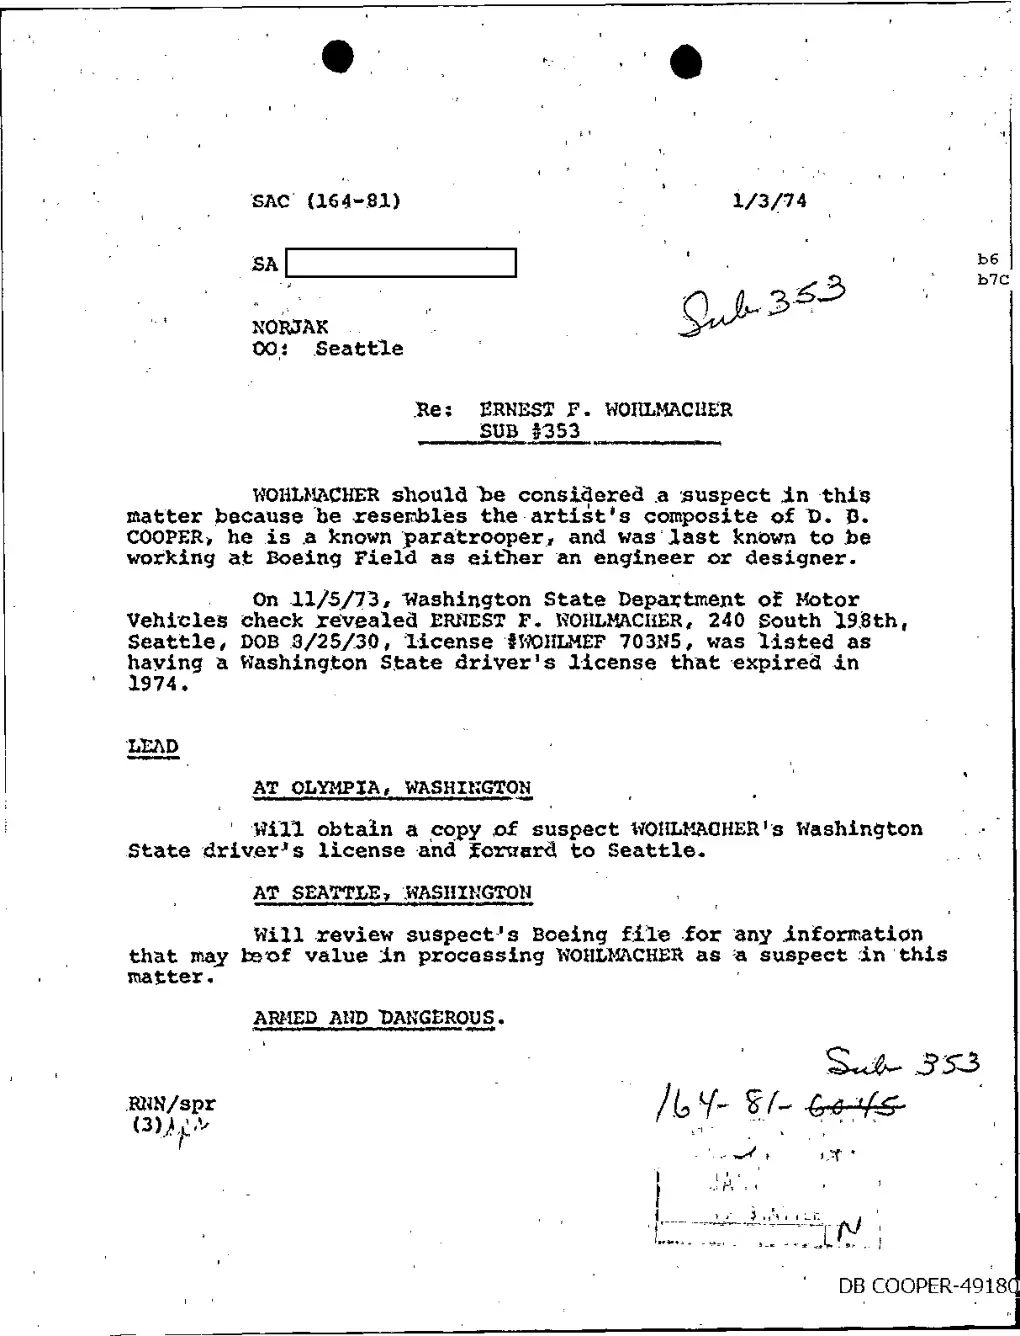 SAC (164-81) 1/3/74
SA
b6
b7C
Sub 353
NORJAK
OO: Seattle
Re: ERNEST F. WOHLMACHER
SUB #353
WOHLMACHER should be considered a suspect in this
matter because he resembles the artist's composite of D. B.
COOPER, he is a known paratrooper, and was last known to be
working at Boeing Field as either an engineer or designer.
On 11/5/73, Washington State Department of Motor
Vehicles check revealed ERNEST F. WOHLMACHER, 240 South 198th,
Seattle, DOB 3/25/30, license #WOHLMEF 703N5, was listed as
having a Washington State driver's license that expired in
1974.
LEAD
AT OLYMPIA, WASHINGTON
Will obtain a copy of suspect WOHLMACHER's Washington
State driver's license and forward to Seattle.
AT SEATTLE, WASHINGTON
Will review suspect's Boeing file for any information
that may be of value in processing WOHLMACHER as a suspect in this
matter.
ARMED AND DANGEROUS.
Sub 353
RNN/spr
164-81-6045
(3)
N
DB COOPER-49180